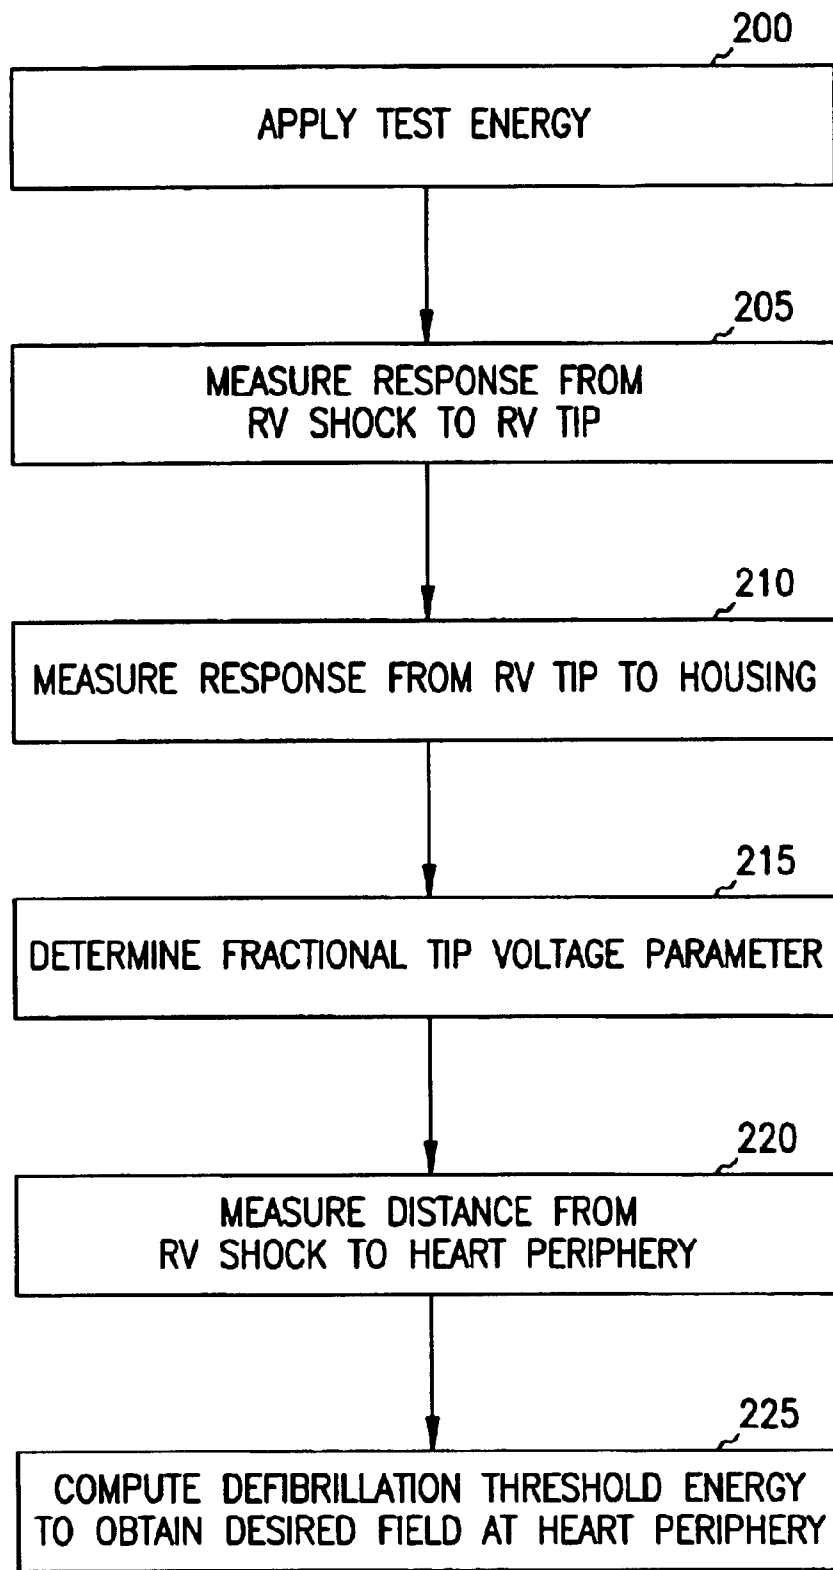 200
APPLY TEST ENERGY
205
MEASURE RESPONSE FROM
RV SHOCK TO RV TIP
210
MEASURE RESPONSE FROM RV TIP TO HOUSING
215
DETERMINE FRACTIONAL TIP VOLTAGE PARAMETER
220
MEASURE DISTANCE FROM
RV SHOCK TO HEART PERIPHERY
225
COMPUTE DEFIBRILLATION THRESHOLD ENERGY
TO OBTAIN DESIRED FIELD AT HEART PERIPHERY